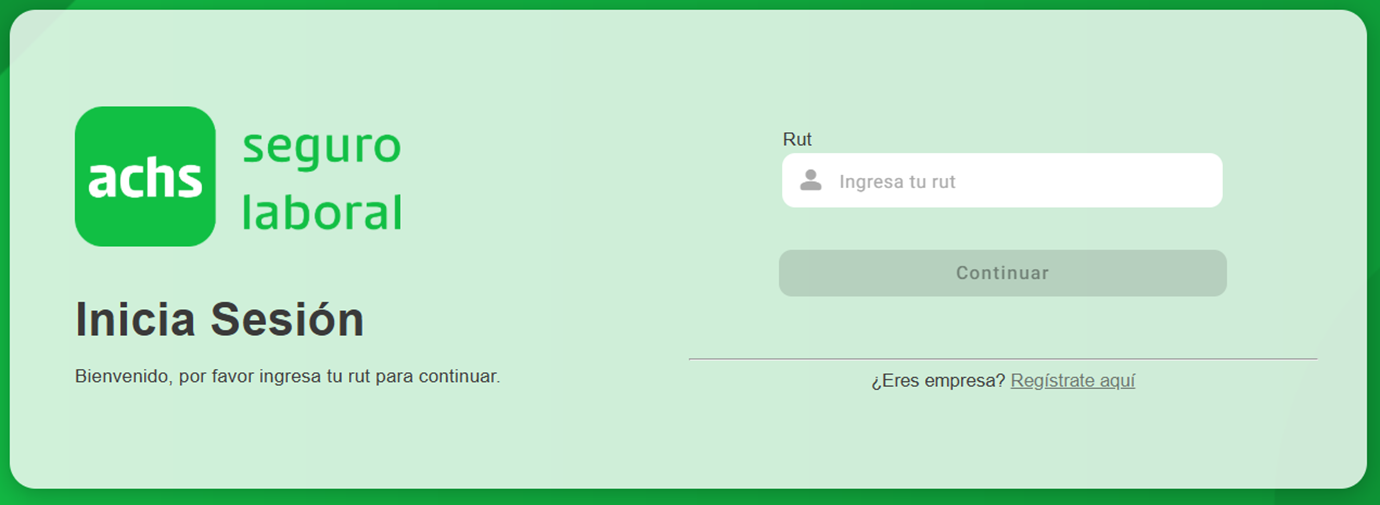 achs
seguro
laboral
Inicia Sesión
Bienvenido, por favor ingresa tu rut para continuar.
Rut
Ingresa tu rut
Continuar
¿Eres empresa? Regístrate aquí